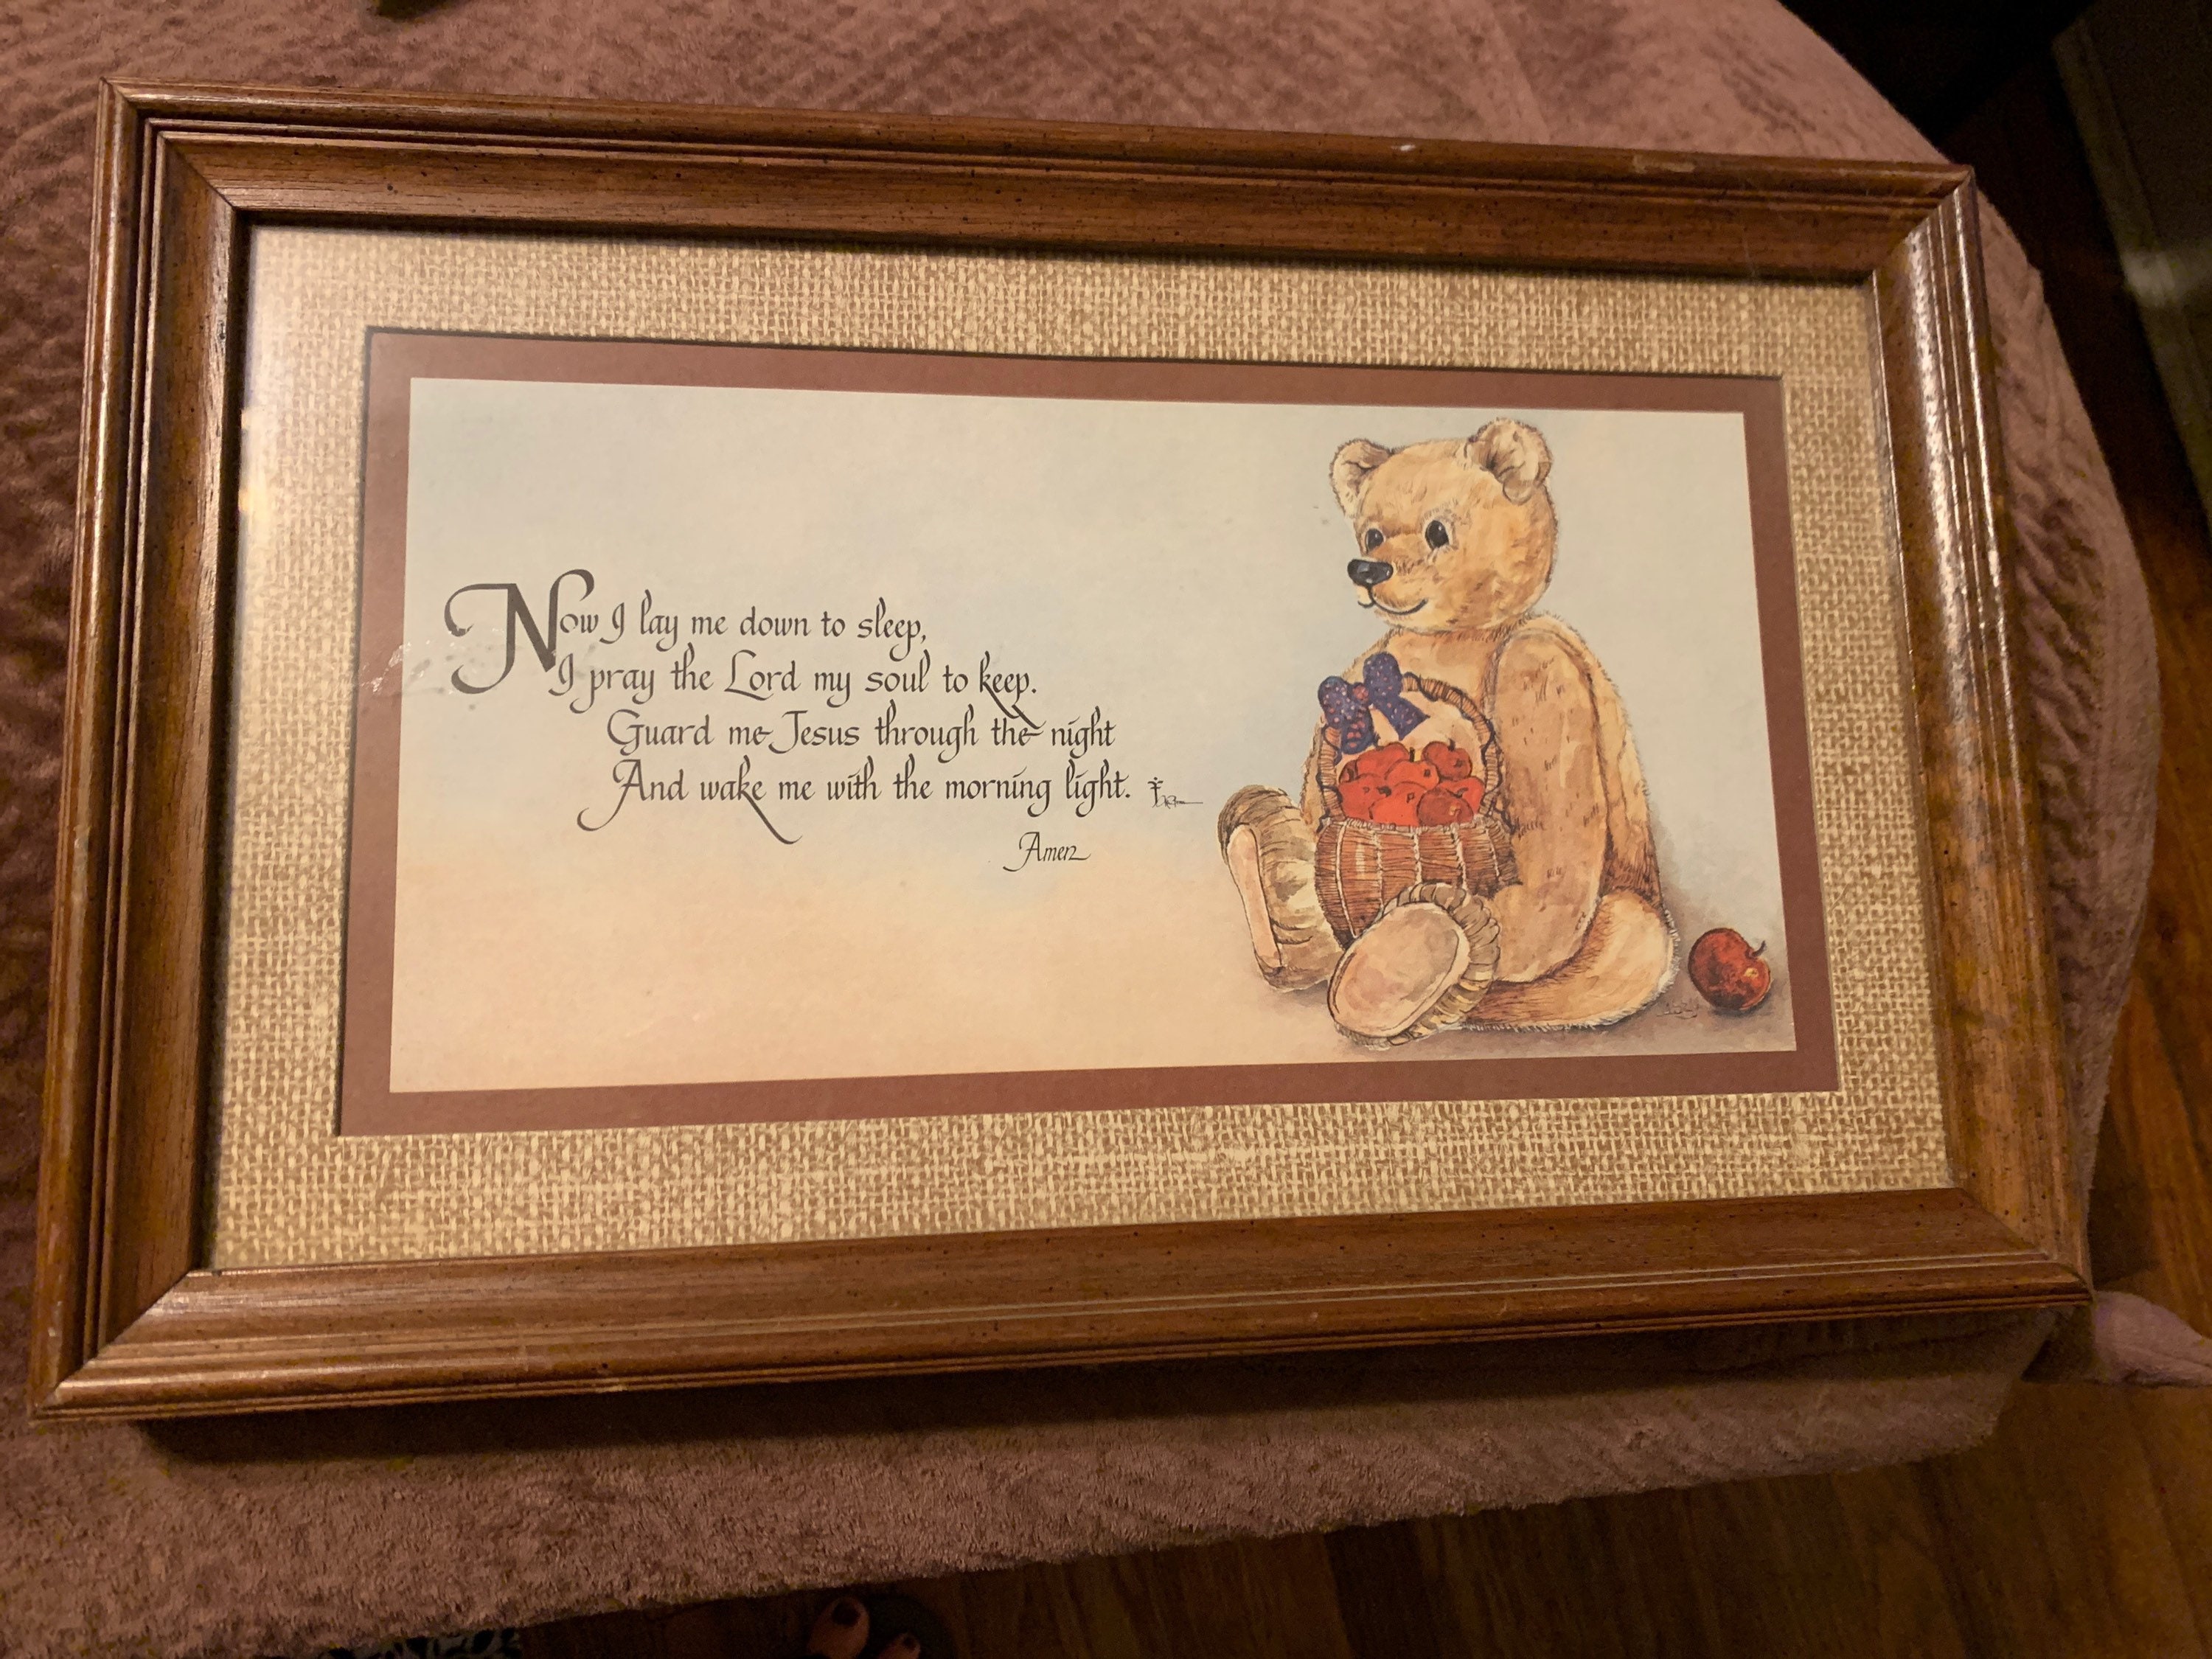 Now I lay me down to sleep,
I pray the Lord my soul to keep.
Guard me Jesus through the night
And wake me with the morning light.
Amen